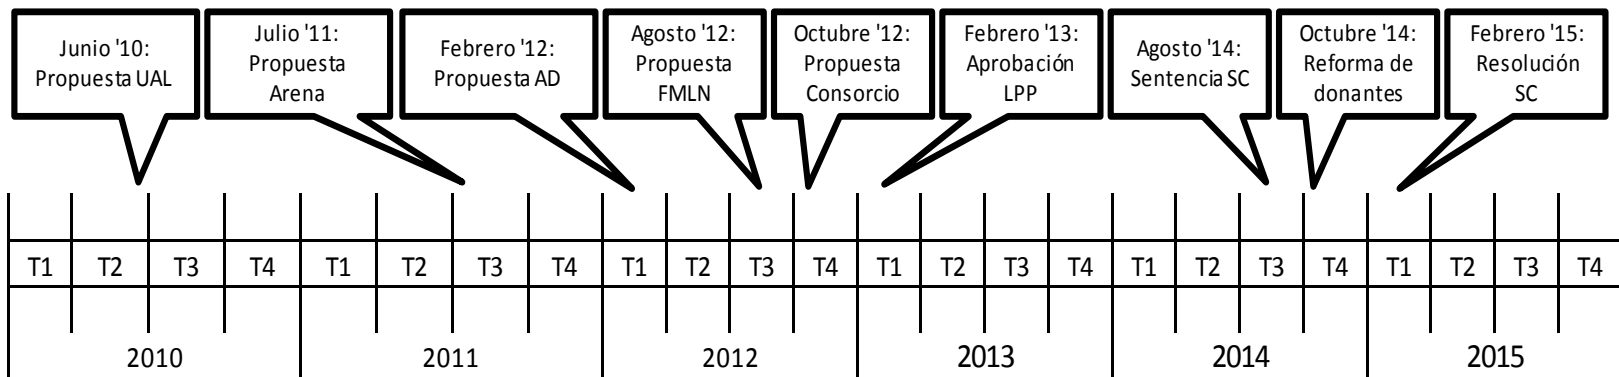 Junio '10:
Propuesta UAL
Julio '11:
Propuesta
Arena
Febrero '12:
Propuesta AD
Agosto '12:
Propuesta
FMLN
Octubre '12:
Propuesta
Consorcio
Febrero '13:
Aprobación
LPP
Agosto '14:
Sentencia SC
Octubre '14:
Reforma de
donantes
Febrero '15:
Resolución
SC
T1 T2 T3 T4 T1 T2 T3 T4 T1 T2 T3 T4 T1 T2 T3 T4 T1 T2 T3 T4 T1 T2 T3 T4
2010 2011 2012 2013 2014 2015